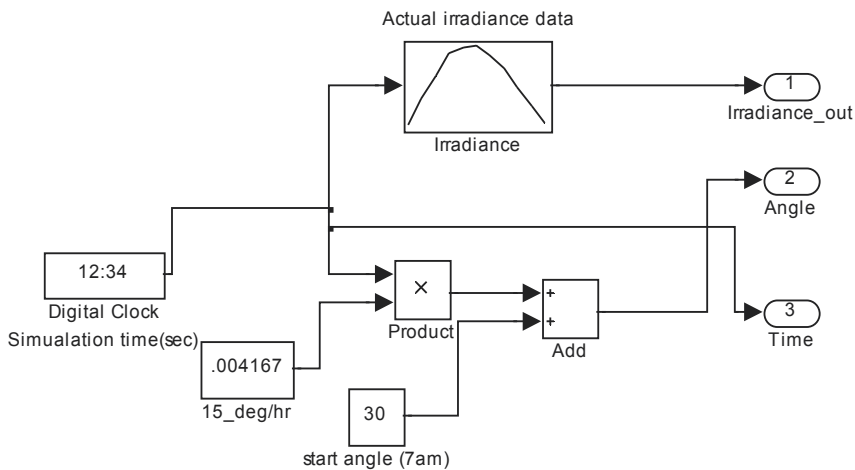 Actual irradiance data
1
Irradiance_out
Irradiance
2
Angle
12:34
Digital Clock
Simualation time(sec)
×
Product
+
+
Add
3
Time
.004167
15_deg/hr
30
start angle (7am)